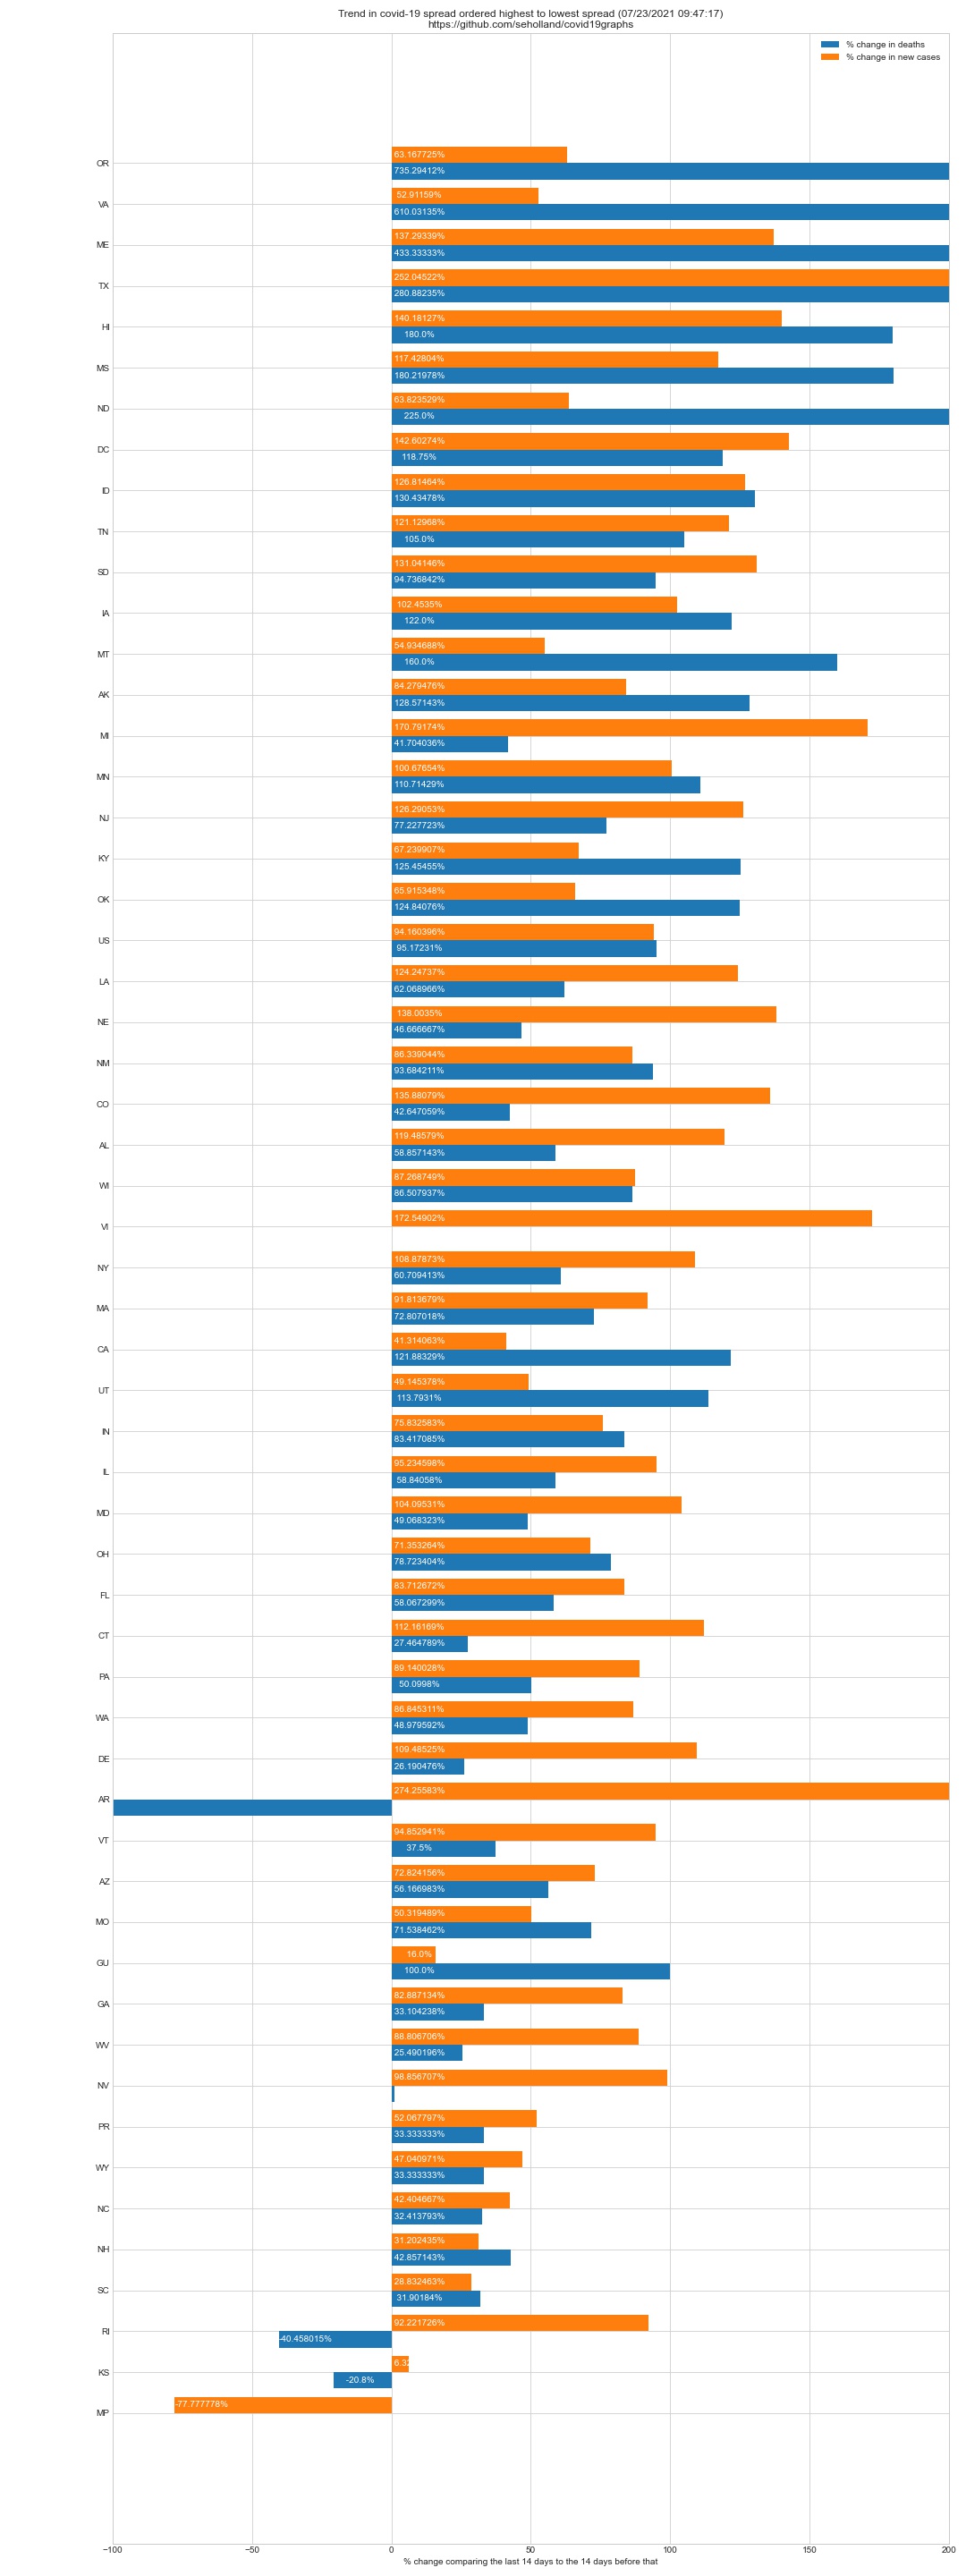 Trend in covid-19 spread ordered highest to lowest spread (07/23/2021 09:47:17)
https://github.com/seholland/covid19graphs
% change in deaths
% change in new cases
63.167725%
OR
735.29412%
52.91159%
VA
610.03135%
137.29339%
ME
433.33333%
252.04522%
TX
280.88235%
140.18127%
HI
180.0%
117.42804%
MS
180.21978%
63.823529%
ND
225.0%
142.60274%
DC
118.75%
126.81464%
ID
130.43478%
121.12968%
TN
105.0%
131.04146%
SD
94.736842%
102.4535%
IA
122.0%
54.934688%
MT
160.0%
84.279476%
AK
128.57143%
170.79174%
MI
41.704036%
100.67654%
MN
110.71429%
126.29053%
NJ
77.227723%
67.239907%
KY
125.45455%
65.915348%
OK
124.84076%
94.160396%
US
95.17231%
124.24737%
LA
62.068966%
138.0035%
NE
46.666667%
86.339044%
NM
93.684211%
135.88079%
CO
42.647059%
119.48579%
AL
58.857143%
87.268749%
WI
86.507937%
172.54902%
VI
108.87873%
NY
60.709413%
91.813679%
MA
72.807018%
41.314063%
CA
121.88329%
49.145378%
UT
113.7931%
75.832583%
IN
83.417085%
95.234598%
IL
58.84058%
104.09531%
MD
49.068323%
71.353264%
OH
78.723404%
83.712672%
FL
58.067299%
112.16169%
CT
27.464789%
89.140028%
PA
50.0998%
86.845311%
WA
48.979592%
109.48525%
DE
26.190476%
274.25583%
AR
94.852941%
VT
37.5%
72.824156%
AZ
56.166983%
50.319489%
MO
71.538462%
16.0%
GU
100.0%
82.887134%
GA
33.104238%
88.806706%
WV
25.490196%
98.856707%
NV
52.067797%
PR
33.333333%
47.040971%
WY
33.333333%
42.404667%
NC
32.413793%
31.202435%
NH
42.857143%
28.832463%
SC
31.90184%
92.221726%
RI
-40.458015%
KS
-20.8%
-77.777778%
MP
−100 −50 0 50 100 150 200
% change comparing the last 14 days to the 14 days before that